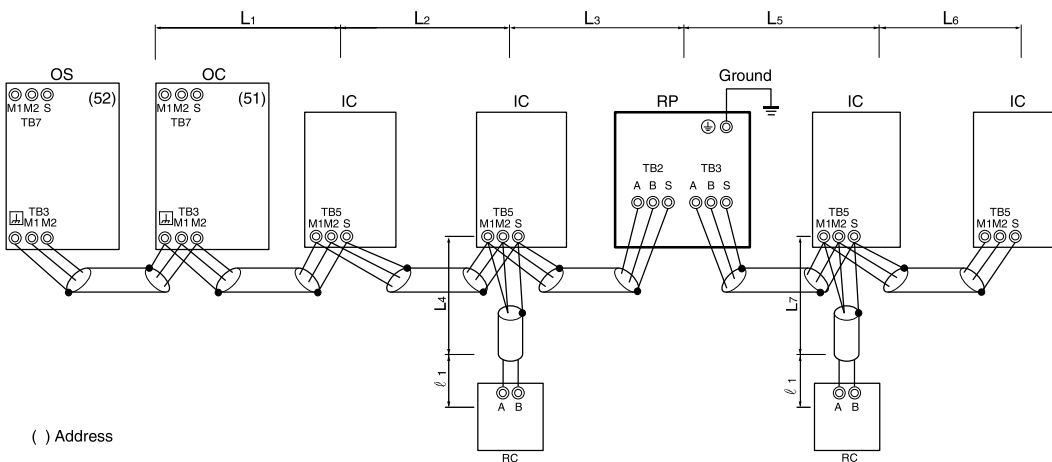 L1 L2 L3 L5 L6
OS OC Ground
IC IC RP IC IC
M1 M2 S (52) M1 M2 S (51)
TB7 TB7
TB2 TB3
A B S A B S
TB3 TB3 TB5 TB5 TB5 TB5
M1 M2 M1 M2 M1 M2 S M1 M2 S M1 M2 S M1 M2 S
L4 L7
ℓ1 ℓ1
A B A B
( ) Address
RC RC